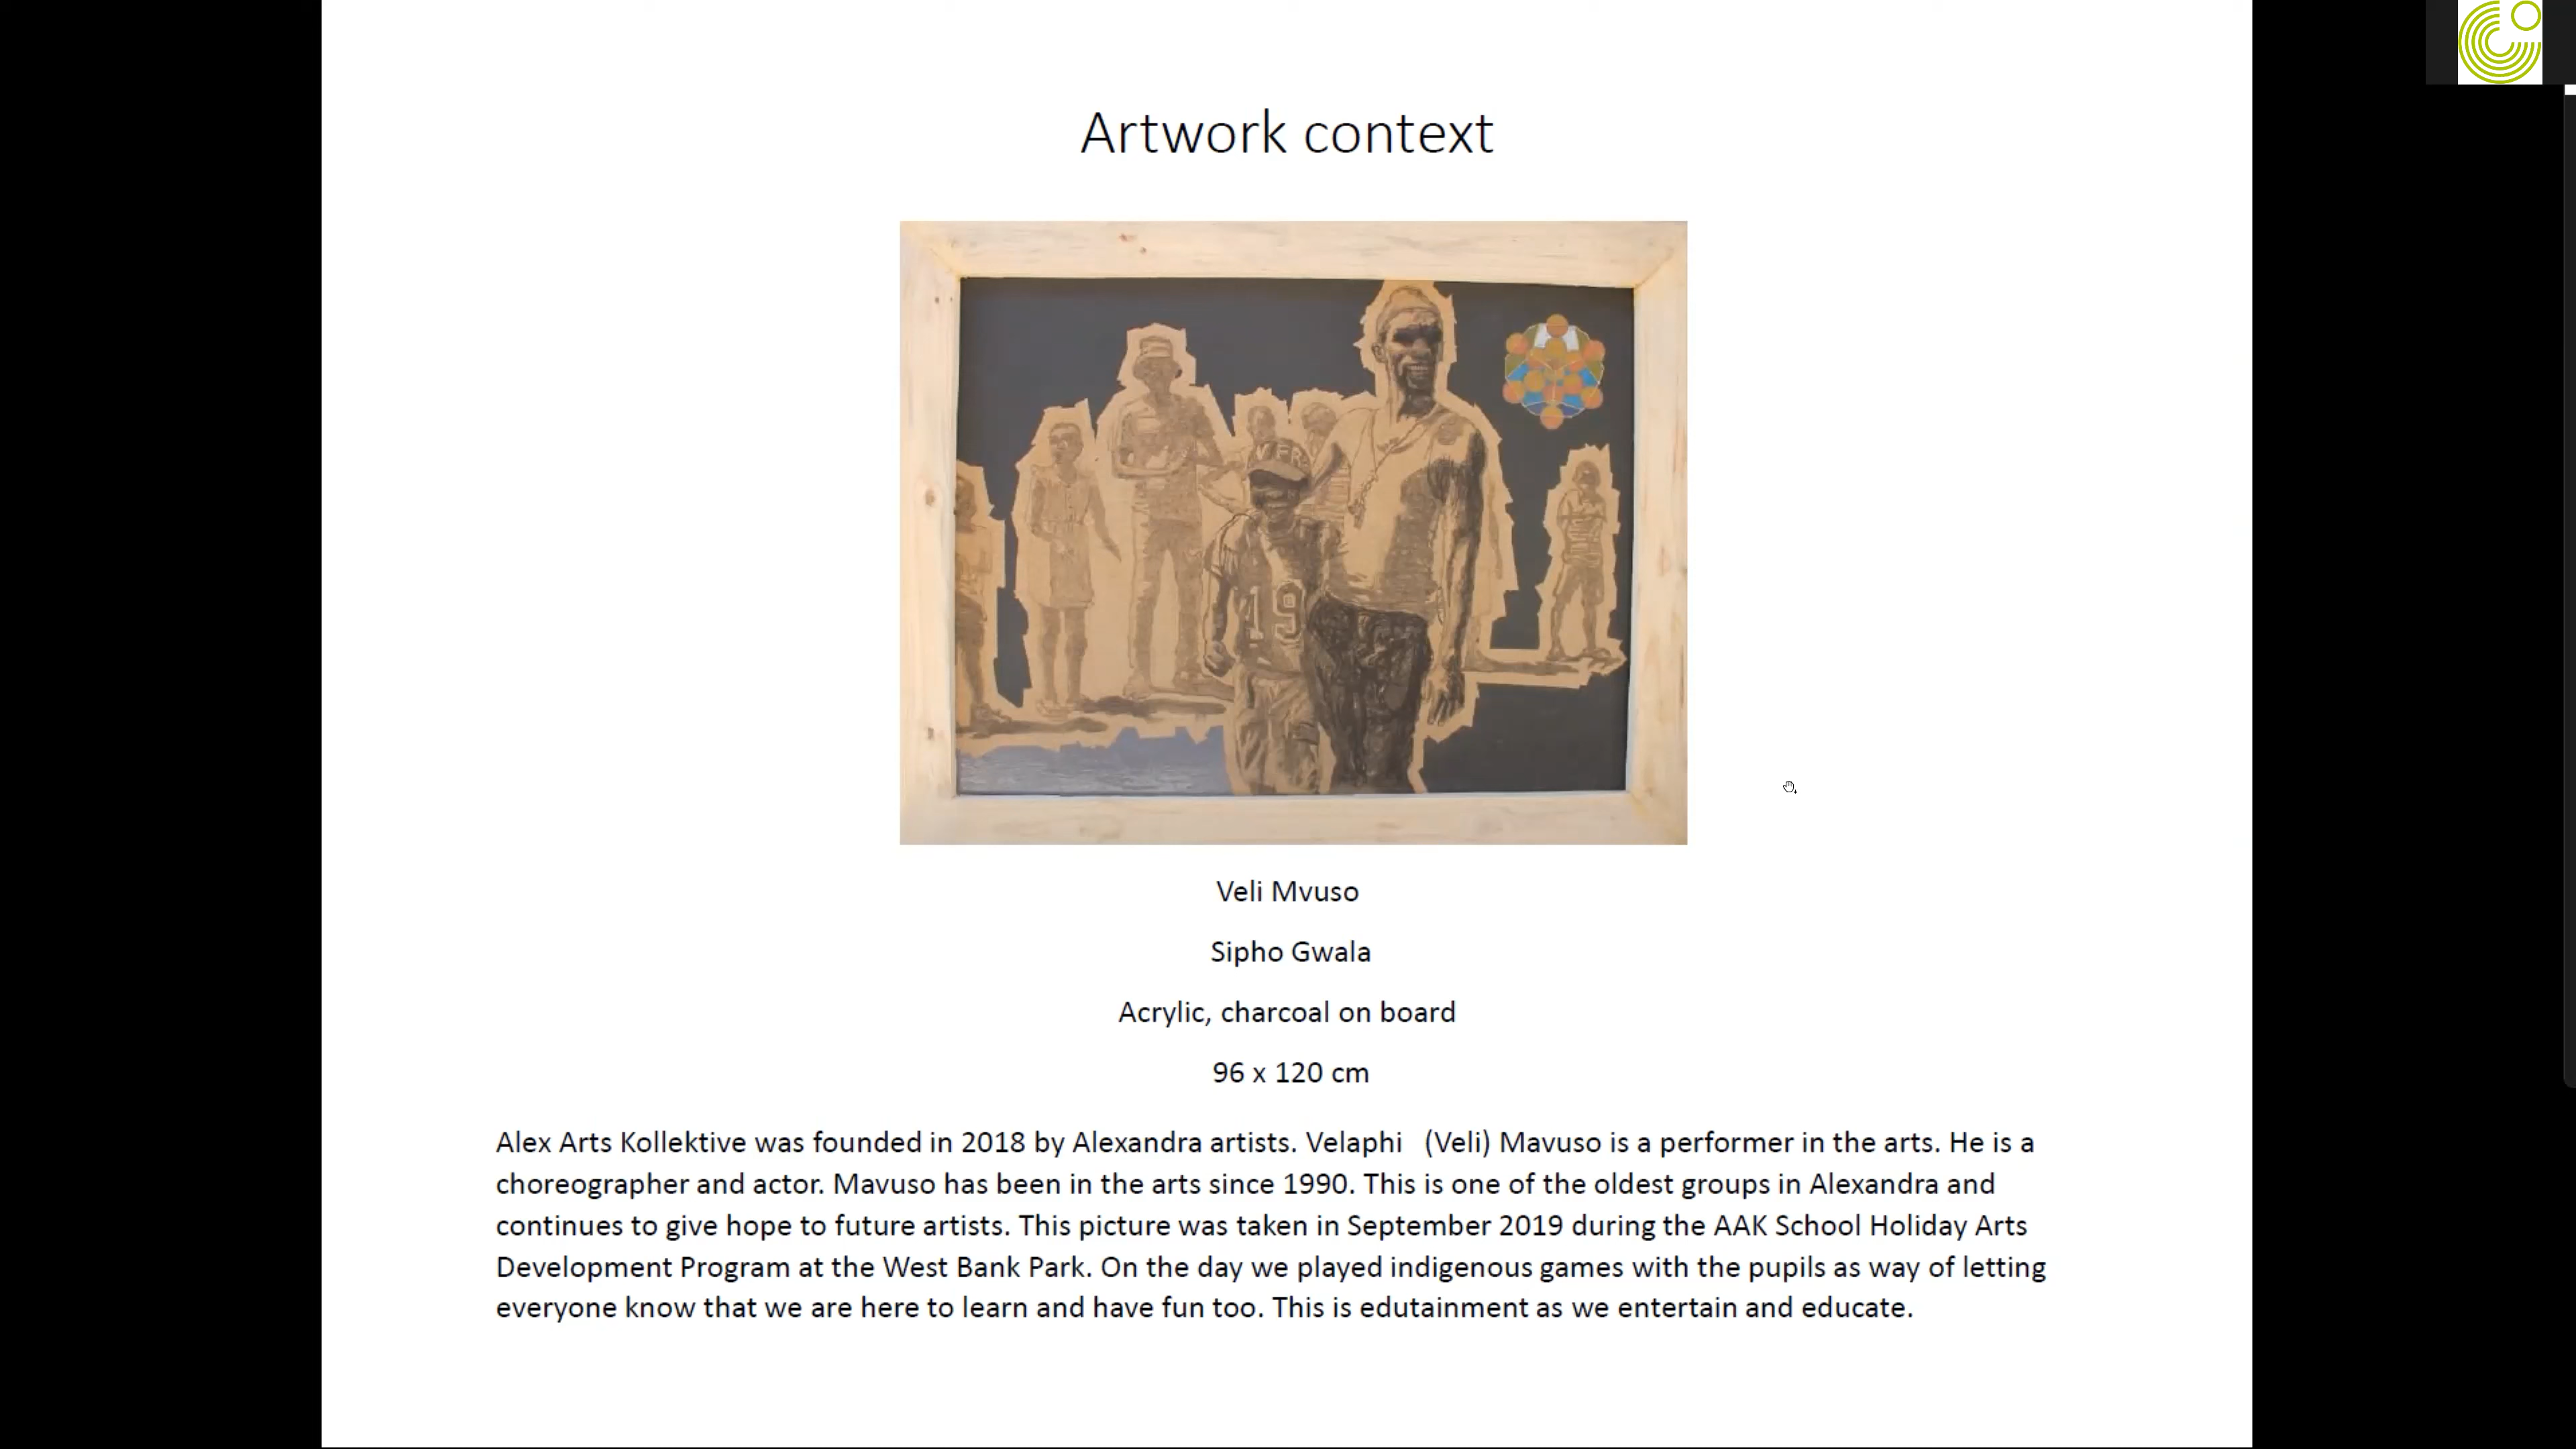 Artwork context
VFR
19
Veli Mvuso
Sipho Gwala
Acrylic, charcoal on board
96 x 120 cm
Alex Arts Kollektive was founded in 2018 by Alexandra artists. Velaphi (Veli) Mavuso is a performer in the arts. He is a
choreographer and actor. Mavuso has been in the arts since 1990. This is one of the oldest groups in Alexandra and
continues to give hope to future artists. This picture was taken in September 2019 during the AAK School Holiday Arts
Development Program at the West Bank Park. On the day we played indigenous games with the pupils as way of letting
everyone know that we are here to learn and have fun too. This is edutainment as we entertain and educate.